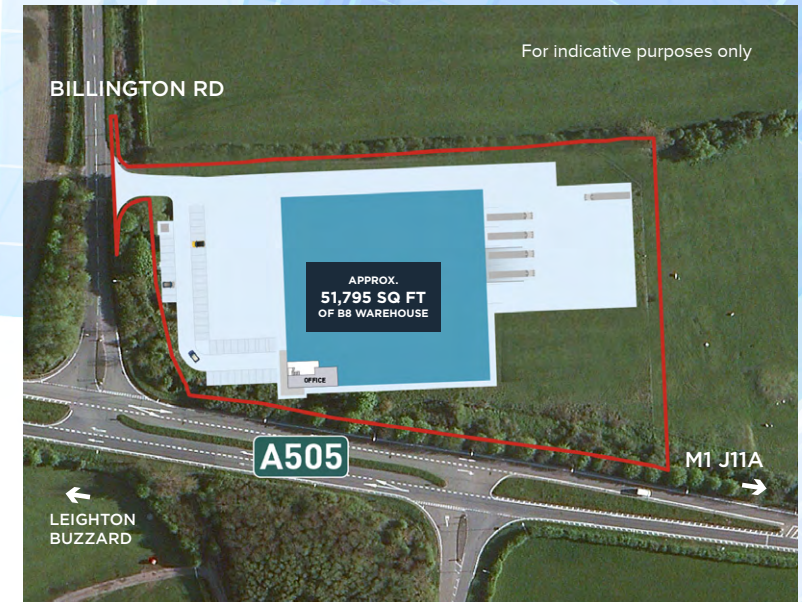 For indicative purposes only
BILLINGTON RD
APPROX.
51,795 SQ FT
OF B8 WAREHOUSE
OFFICE
A505
M1 J11A
LEIGHTON
BUZZARD